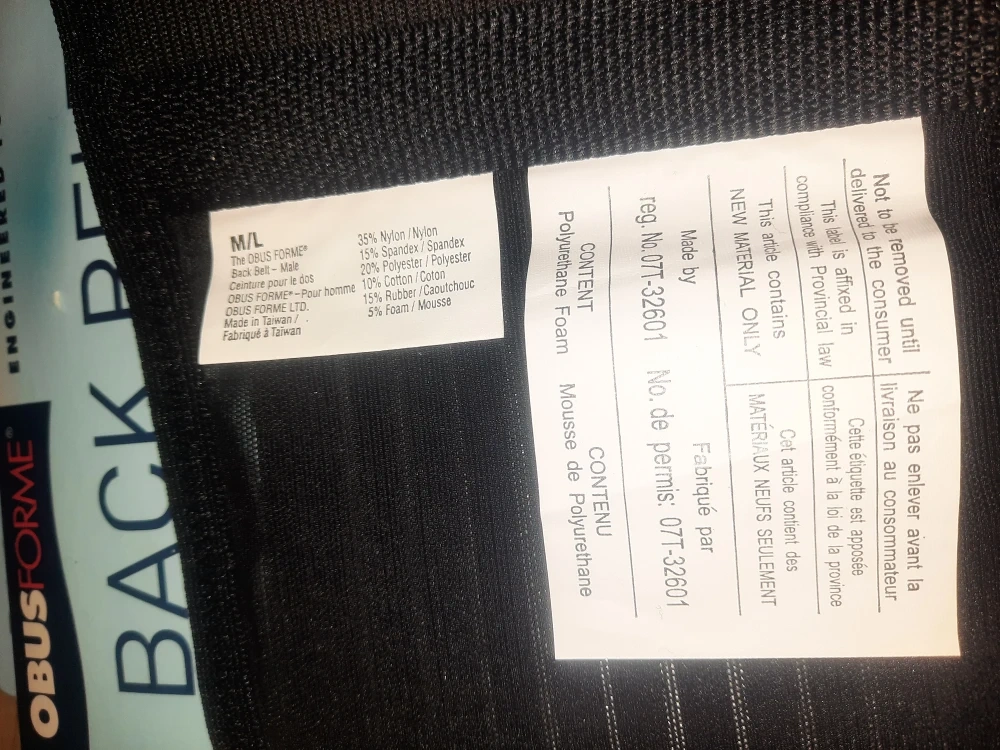 ENGINEERED
OBUSFORME®
BACK
M/L
The OBUS FORME®
Back Belt – Male
Ceinture pour le dos
OBUS FORME® – Pour homme
OBUS FORME LTD.
Made in Taiwan /
Fabriqué à Taiwan
35% Nylon / Nylon
15% Spandex / Spandex
20% Polyester / Polyester
10% Cotton / Coton
15% Rubber / Caoutchouc
5% Foam / Mousse
Not to be removed until
delivered to the consumer
This label is affixed in
compliance with Provincial law
This article contains
NEW MATERIAL ONLY
Made by
reg. No.07T-32601
CONTENT
Polyurethane Foam
Ne pas enlever avant la
livraison au consommateur
Cette étiquette est apposée
conformément à la loi de la province
Cet article contient des
MATÉRIAUX NEUFS SEULEMENT
Fabriqué par
No. de permis: 07T-32601
CONTENU
Mousse de Polyurethane